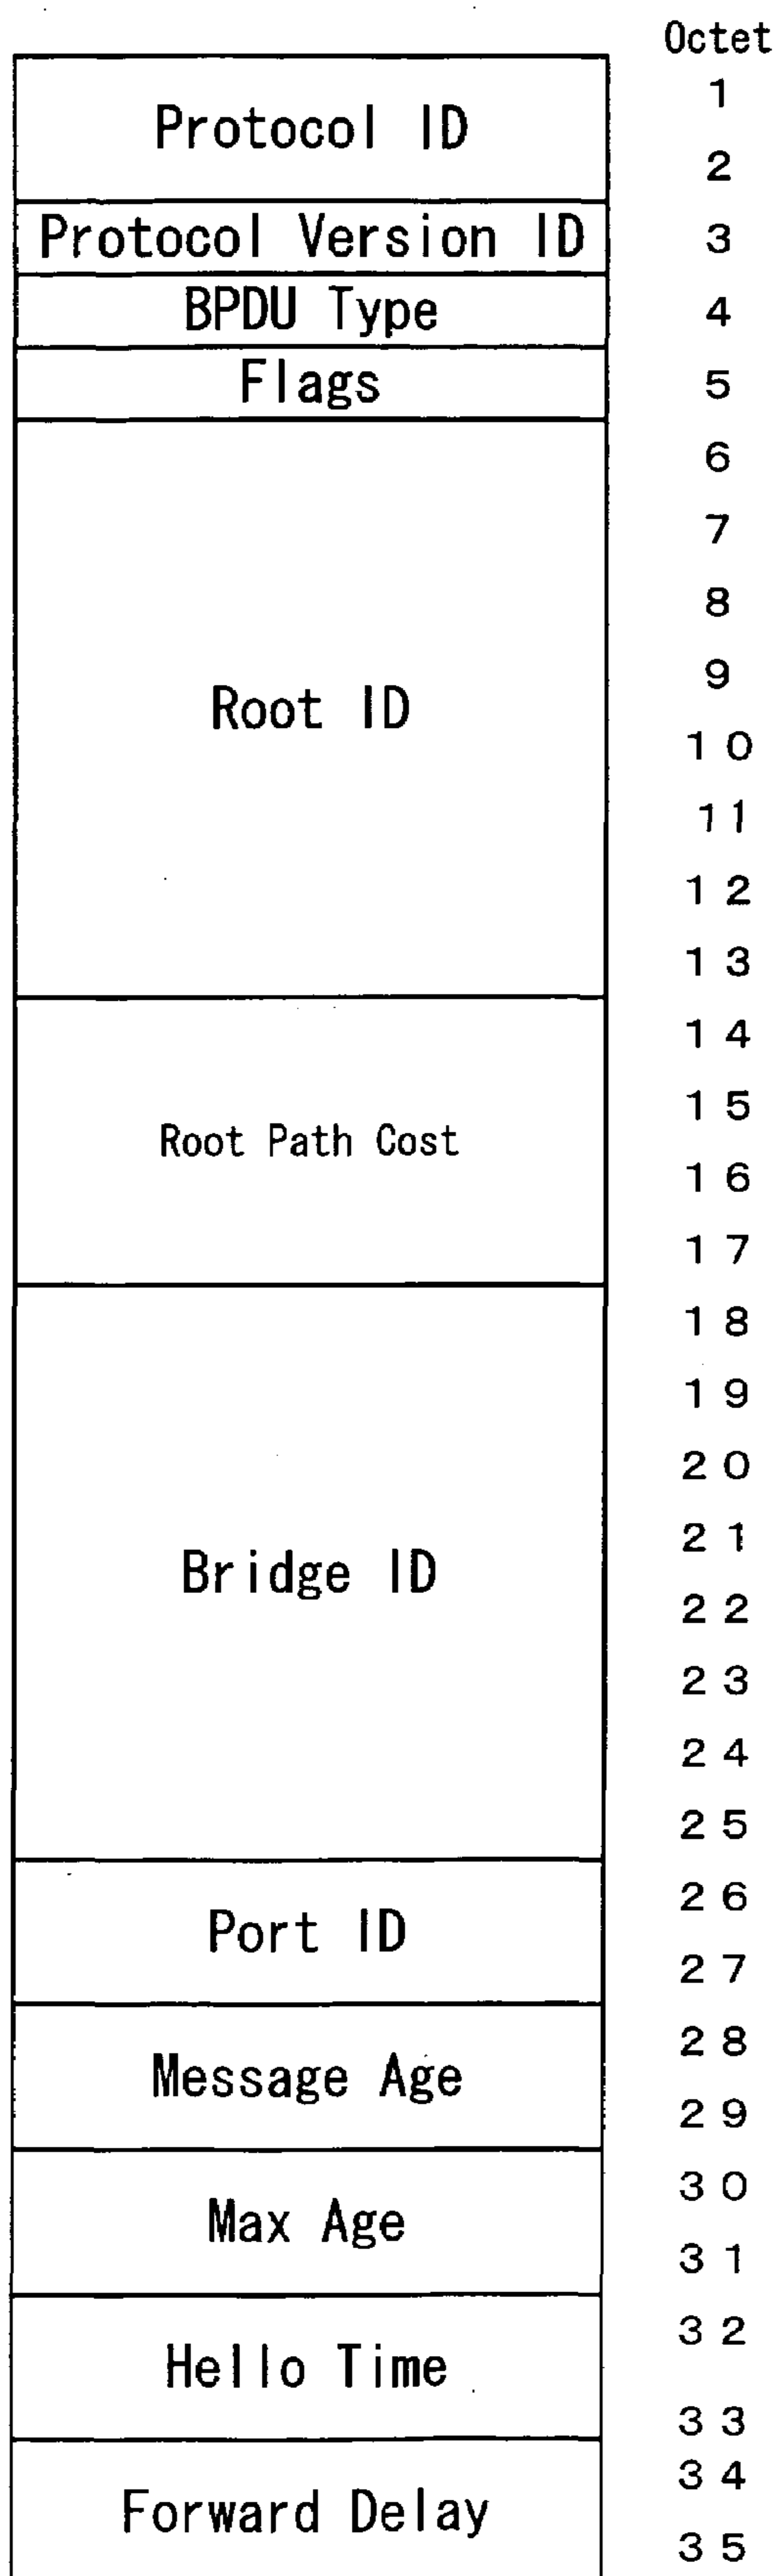 Octet
Protocol ID
1
2
Protocol Version ID 3
BPDU Type 4
Flags 5
6
7
8
9
Root ID
10
11
12
13
14
15
Root Path Cost
16
17
18
19
20
21
Bridge ID
22
23
24
25
26
Port ID
27
28
Message Age
29
30
Max Age
31
32
Hello Time
33
34
Forward Delay
35